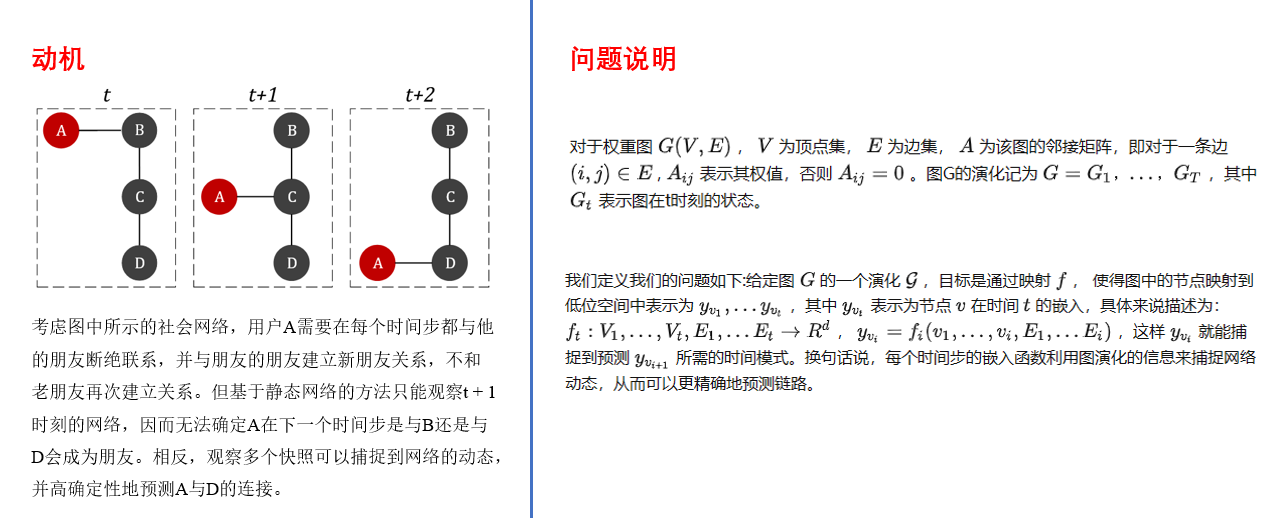 动机
t
t+1
t+2
A
B
C
D
B
A
C
D
B
C
A
D
考虑图中所示的社会网络，用户A需要在每个时间步都与他
的朋友断绝联系，并与朋友的朋友建立新朋友关系，不和
老朋友再次建立关系。但基于静态网络的方法只能观察t + 1
时刻的网络，因而无法确定A在下一个时间步是与B还是与
D会成为朋友。相反，观察多个快照可以捕捉到网络的动态，
并高确定性地预测A与D的连接。
问题说明
对于权重图 G(V, E) ， V 为顶点集， E 为边集， A 为该图的邻接矩阵，即对于一条边
(i, j) ∈ E , A_{ij} 表示其权值，否则 A_{ij} = 0 。图G的演化记为 G = G_1, ..., G_T ，其中
G_t 表示图在t时刻的状态。
我们定义我们的问题如下:给定图 G 的一个演化 𝒢 ，目标是通过映射 f ， 使得图中的节点映射到
低位空间中表示为 y_{v_1}, ... y_{v_t} ，其中 y_{v_t} 表示为节点 v 在时间 t 的嵌入，具体来说描述为：
f_t : V_1, ..., V_t, E_1, ... E_t → R^d ， y_{v_i} = f_i(v_1, ..., v_i, E_1, ... E_i) ，这样 y_{v_i} 就能捕
捉到预测 y_{v_{i+1}} 所需的时间模式。换句话说，每个时间步的嵌入函数利用图演化的信息来捕捉网络
动态，从而可以更精确地预测链路。